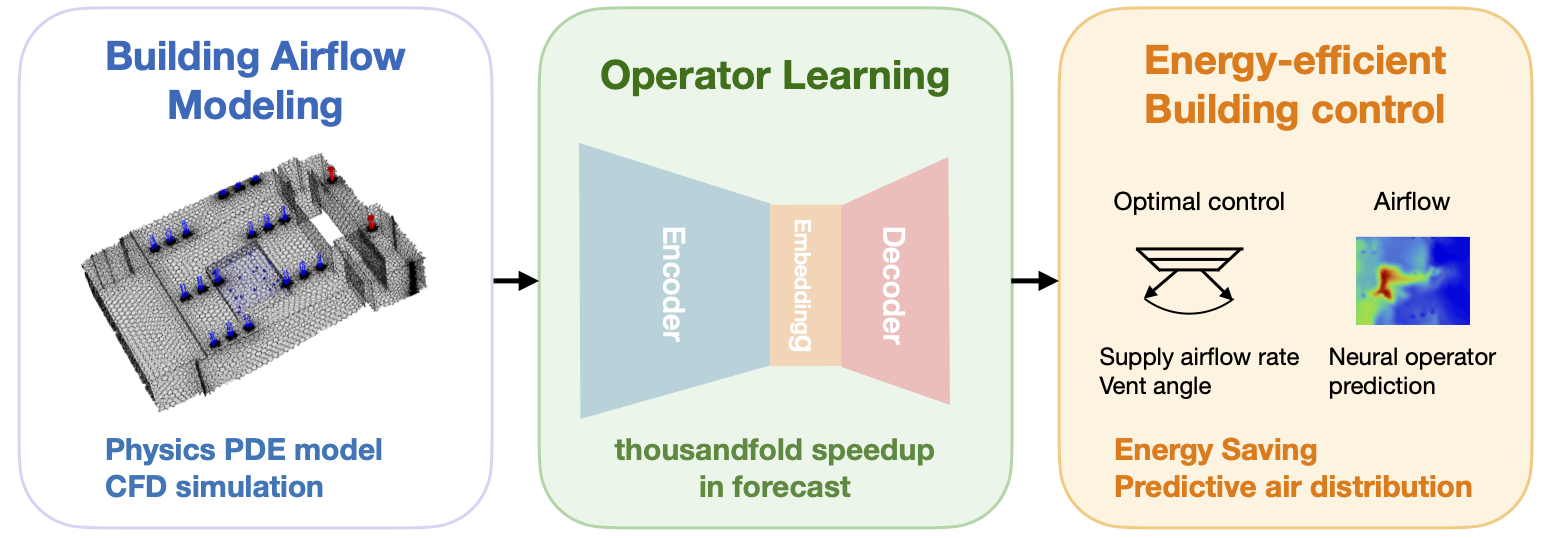 Building Airflow
Modeling
Physics PDE model
CFD simulation
Operator Learning
Encoder
Embeddingg
Decoder
thousandfold speedup
in forecast
Energy-efficient
Building control
Optimal control
Airflow
Supply airflow rate
Vent angle
Neural operator
prediction
Energy Saving
Predictive air distribution